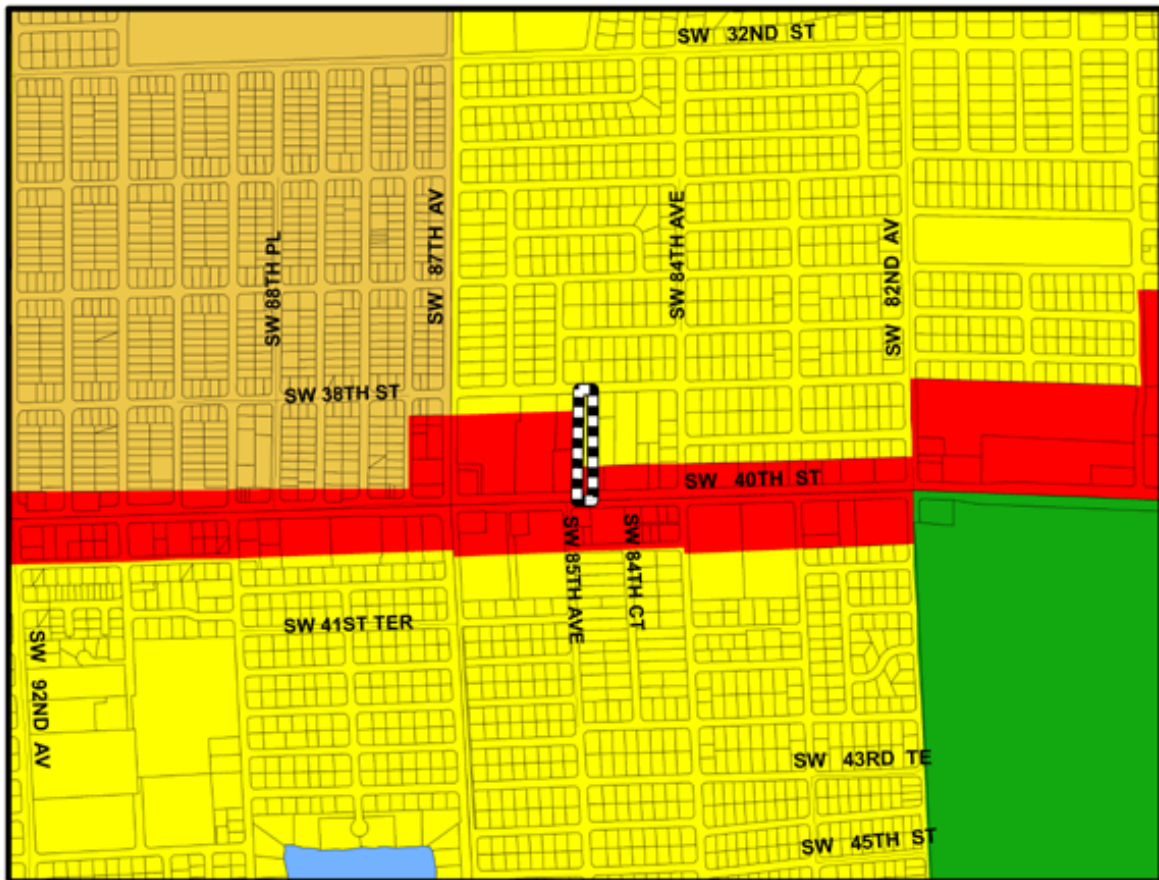 SW 32ND ST
SW 87TH AV
SW 84TH AVE
SW 82ND AV
SW 88TH PL
SW 38TH ST
SW 40TH ST
SW 85TH AVE
SW 84TH CT
SW 41ST TER
SW 92ND AV
SW 43RD TE
SW 45TH ST